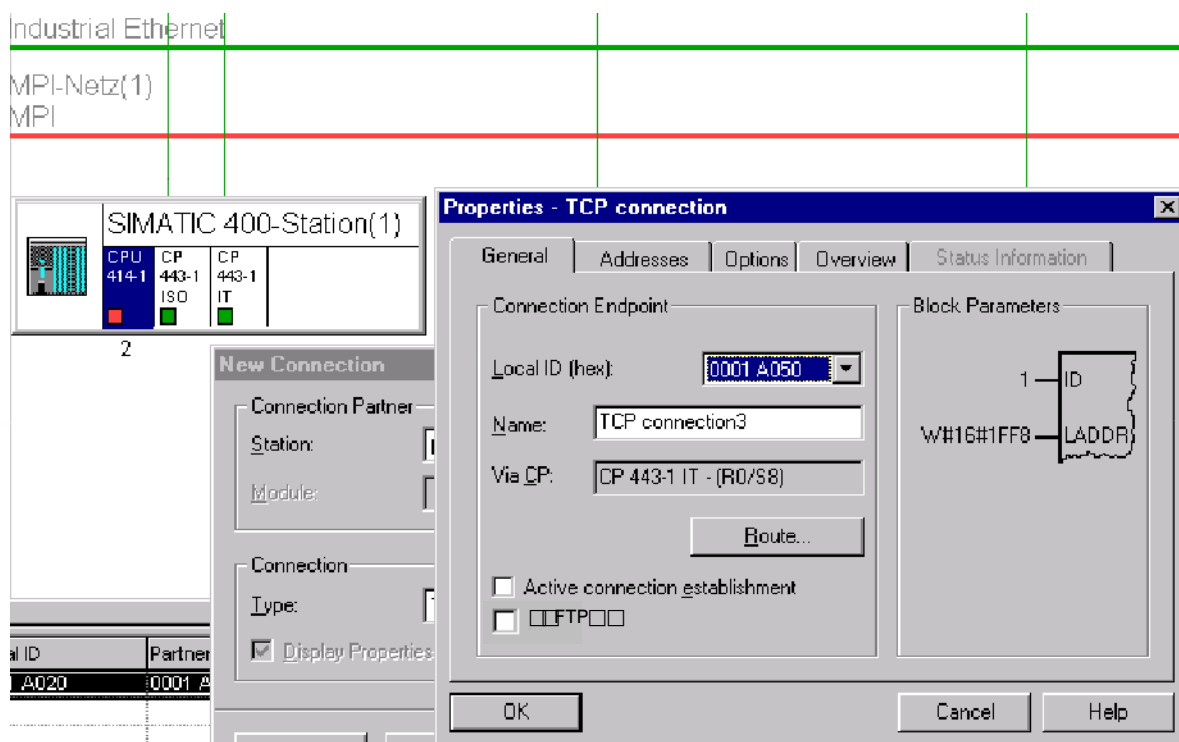 Industrial Ethernet
MPI-Netz(1)
MPI
SIMATIC 400-Station(1)
CPU 414-1
CP 443-1 ISO
CP 443-1 IT
2
New Connection
Connection Partner
Station:
Module:
Connection
Type:
Display Properties
al ID Partner
A020 0001 A
Properties - TCP connection
General Addresses Options Overview Status Information
Connection Endpoint
Local ID (hex): 0001 A050
Name: TCP connection3
Via CP: CP 443-1 IT - (R0/S8)
Route...
Active connection establishment
□□FTP□□
Block Parameters
1 ID
W#16#1FF8 LADDR
OK Cancel Help